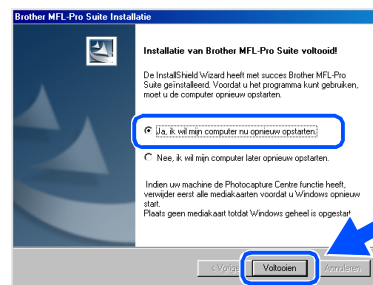 Brother MFL-Pro Suite Installatie
Installatie van Brother MFL-Pro Suite voltooid!
De InstallShield Wizard heeft met succes Brother MFL-Pro
Suite geïnstalleerd. Voordat u het programma kunt gebruiken,
moet u de computer opnieuw opstarten.
Ja, ik wil mijn computer nu opnieuw opstarten.
Nee, ik wil mijn computer later opnieuw opstarten.
Indien uw machine de Photocapture Centre functie heeft,
verwijder eerst alle mediakaarten voordat u Windows opnieuw
start.
Plaats geen mediakaart totdat Windows geheel is opgestart
< Vorige Voltooien Annuleren